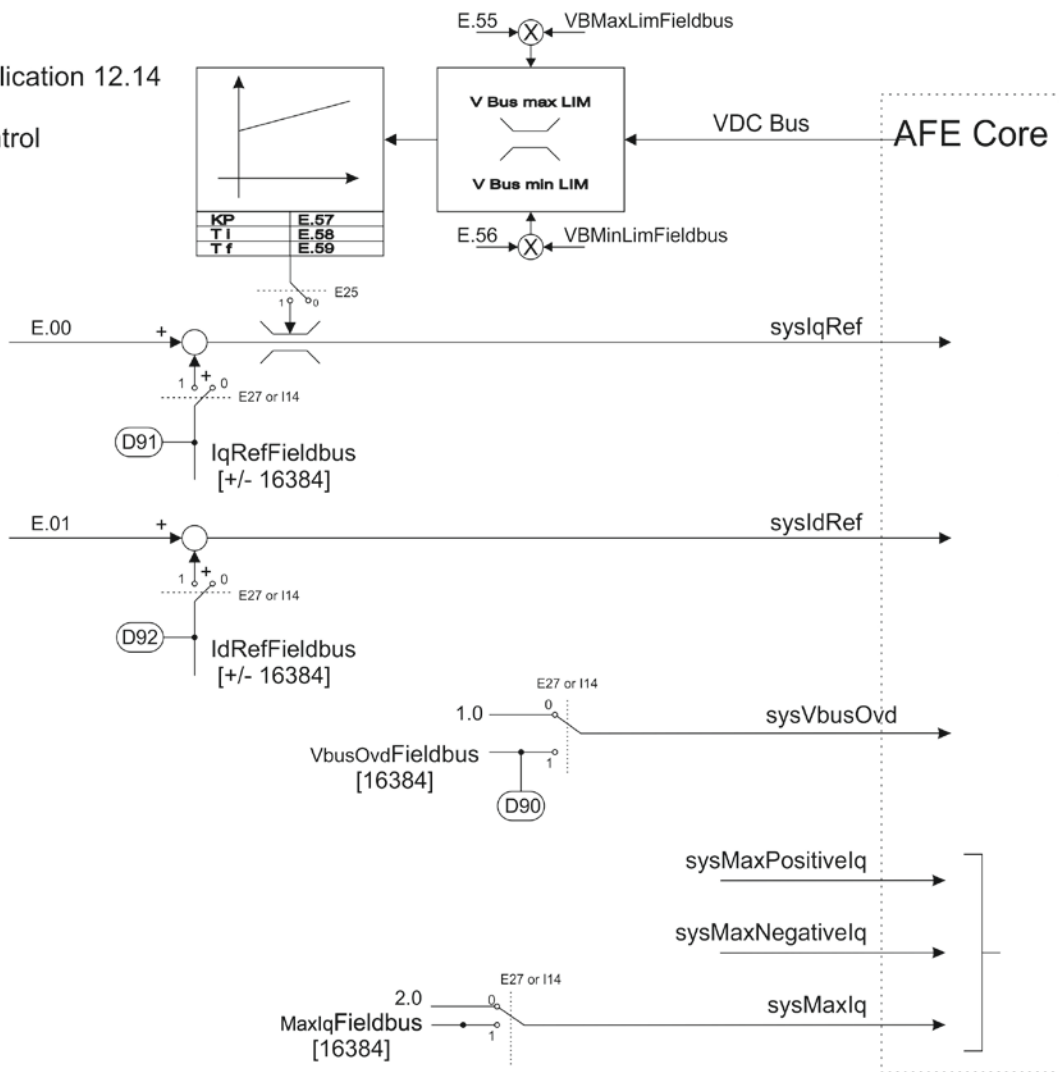 E.55
VBMaxLimFieldbus
lication 12.14
trol
V Bus max LIM
V Bus min LIM
VDC Bus
AFE Core
KP E.57
T i E.58
T f E.59
E.56
VBMinLimFieldbus
E25
1 0
E.00
+
sysIqRef
1 + 0
E27 or I14
D91
IqRefFieldbus
[+/- 16384]
E.01
+
sysIdRef
1 + 0
E27 or I14
D92
IdRefFieldbus
[+/- 16384]
E27 or I14
1.0
0
sysVbusOvd
VbusOvdFieldbus
1
[16384]
D90
sysMaxPositiveIq
sysMaxNegativeIq
E27 or I14
2.0
0
sysMaxIq
MaxIqFieldbus
1
[16384]